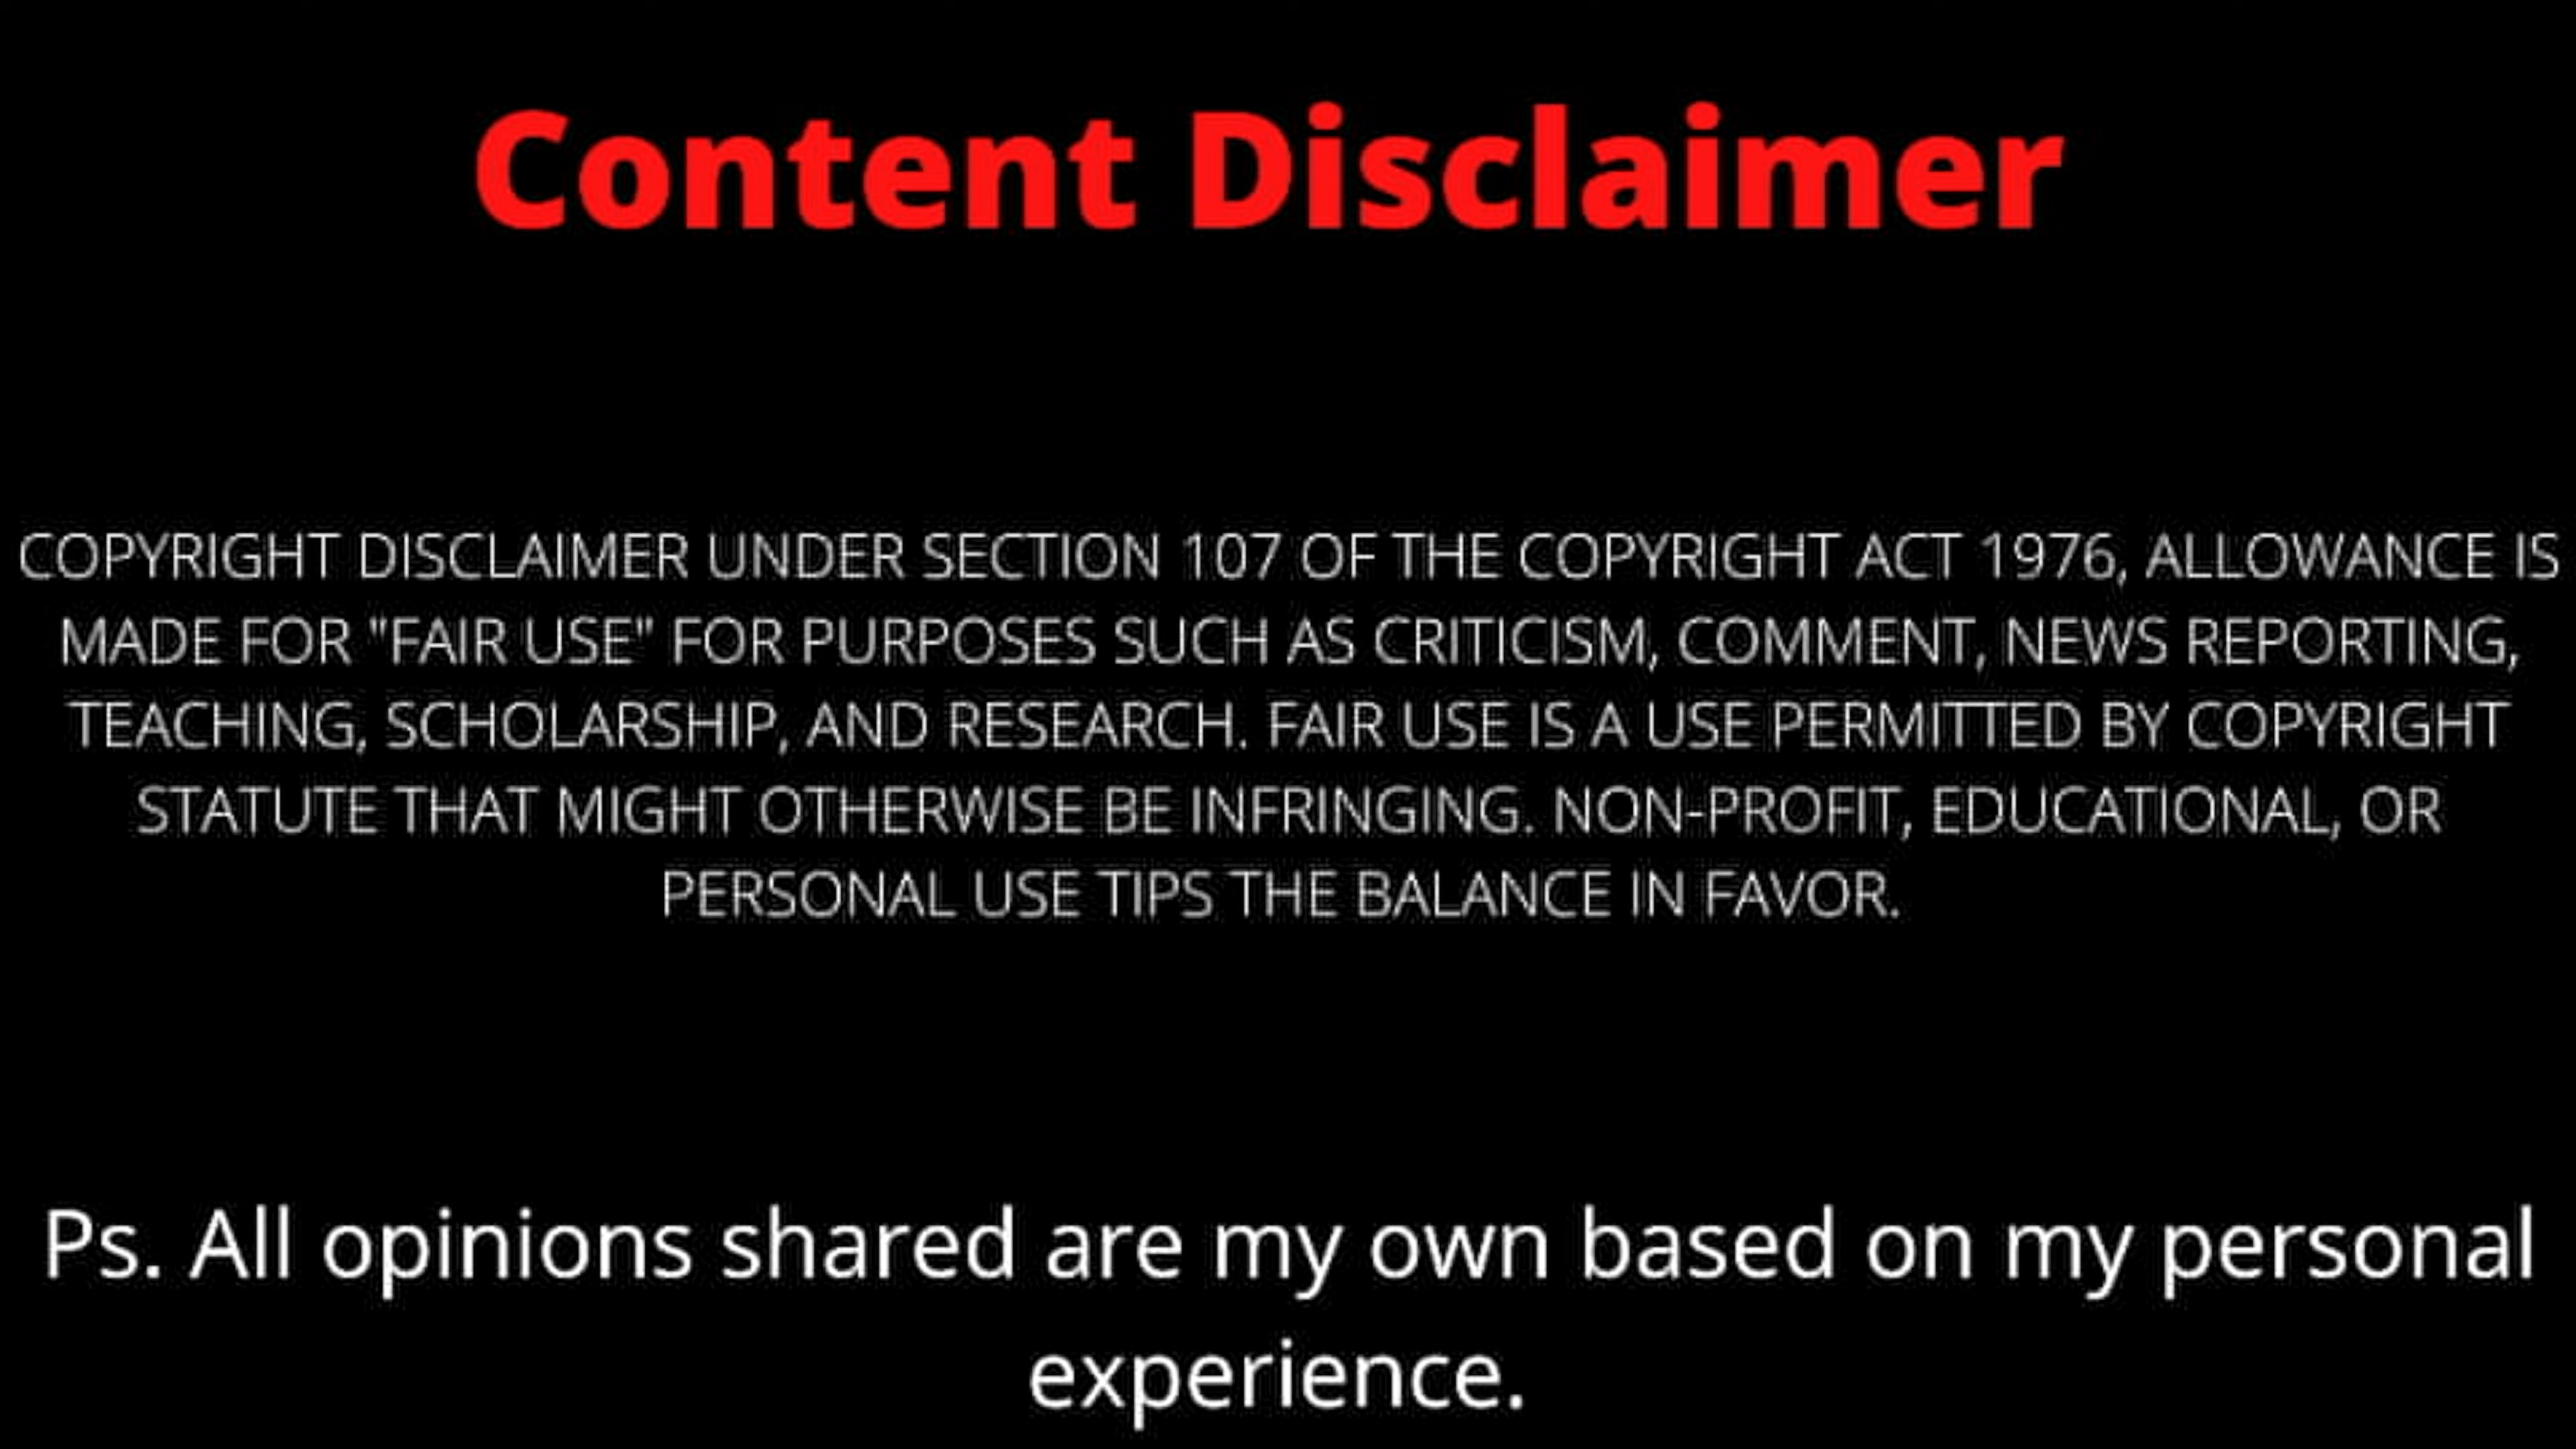 Content Disclaimer
COPYRIGHT DISCLAIMER UNDER SECTION 107 OF THE COPYRIGHT ACT 1976, ALLOWANCE IS
MADE FOR "FAIR USE" FOR PURPOSES SUCH AS CRITICISM, COMMENT, NEWS REPORTING,
TEACHING, SCHOLARSHIP, AND RESEARCH. FAIR USE IS A USE PERMITTED BY COPYRIGHT
STATUTE THAT MIGHT OTHERWISE BE INFRINGING. NON-PROFIT, EDUCATIONAL, OR
PERSONAL USE TIPS THE BALANCE IN FAVOR.
Ps. All opinions shared are my own based on my personal
experience.